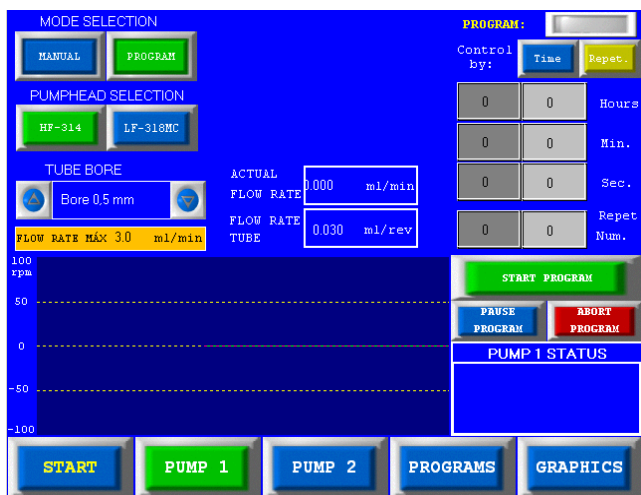 MODE SELECTION
MANUAL
PROGRAM
PUMPHEAD SELECTION
HF-314
LF-318MC
TUBE BORE
Bore 0,5 mm
FLOW RATE MÁX 3.0 ml/min
ACTUAL
FLOW RATE
0.000 ml/min
FLOW RATE
TUBE
0.030 ml/rev
PROGRAM:
Control
by:
Time
Repet.
0 0 Hours
0 0 Min.
0 0 Sec.
0 0 Repet
Num.
100
rpm
50
0
-50
-100
START PROGRAM
PAUSE
PROGRAM
ABORT
PROGRAM
PUMP 1 STATUS
START
PUMP 1
PUMP 2
PROGRAMS
GRAPHICS